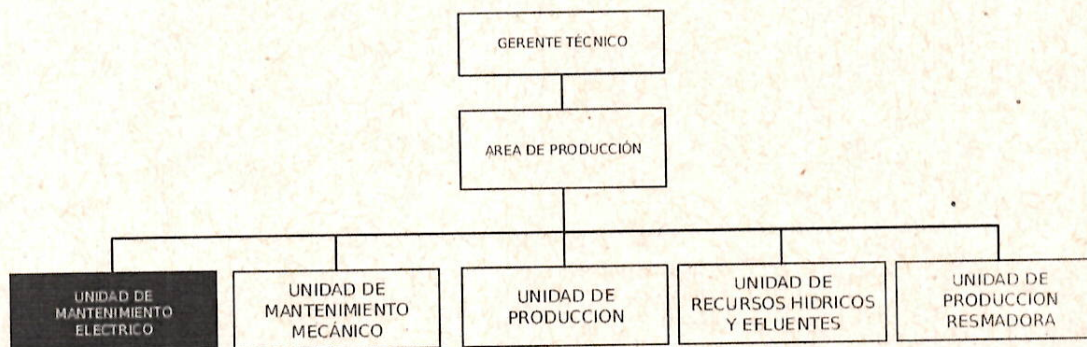 GERENTE TÉCNICO
AREA DE PRODUCCIÓN
UNIDAD DE
MANTENIMIENTO
ELECTRICO
UNIDAD DE
MANTENIMIENTO
MECÁNICO
UNIDAD DE
PRODUCCION
UNIDAD DE
RECURSOS HIDRICOS
Y EFLUENTES
UNIDAD DE
PRODUCCION
RESMADORA